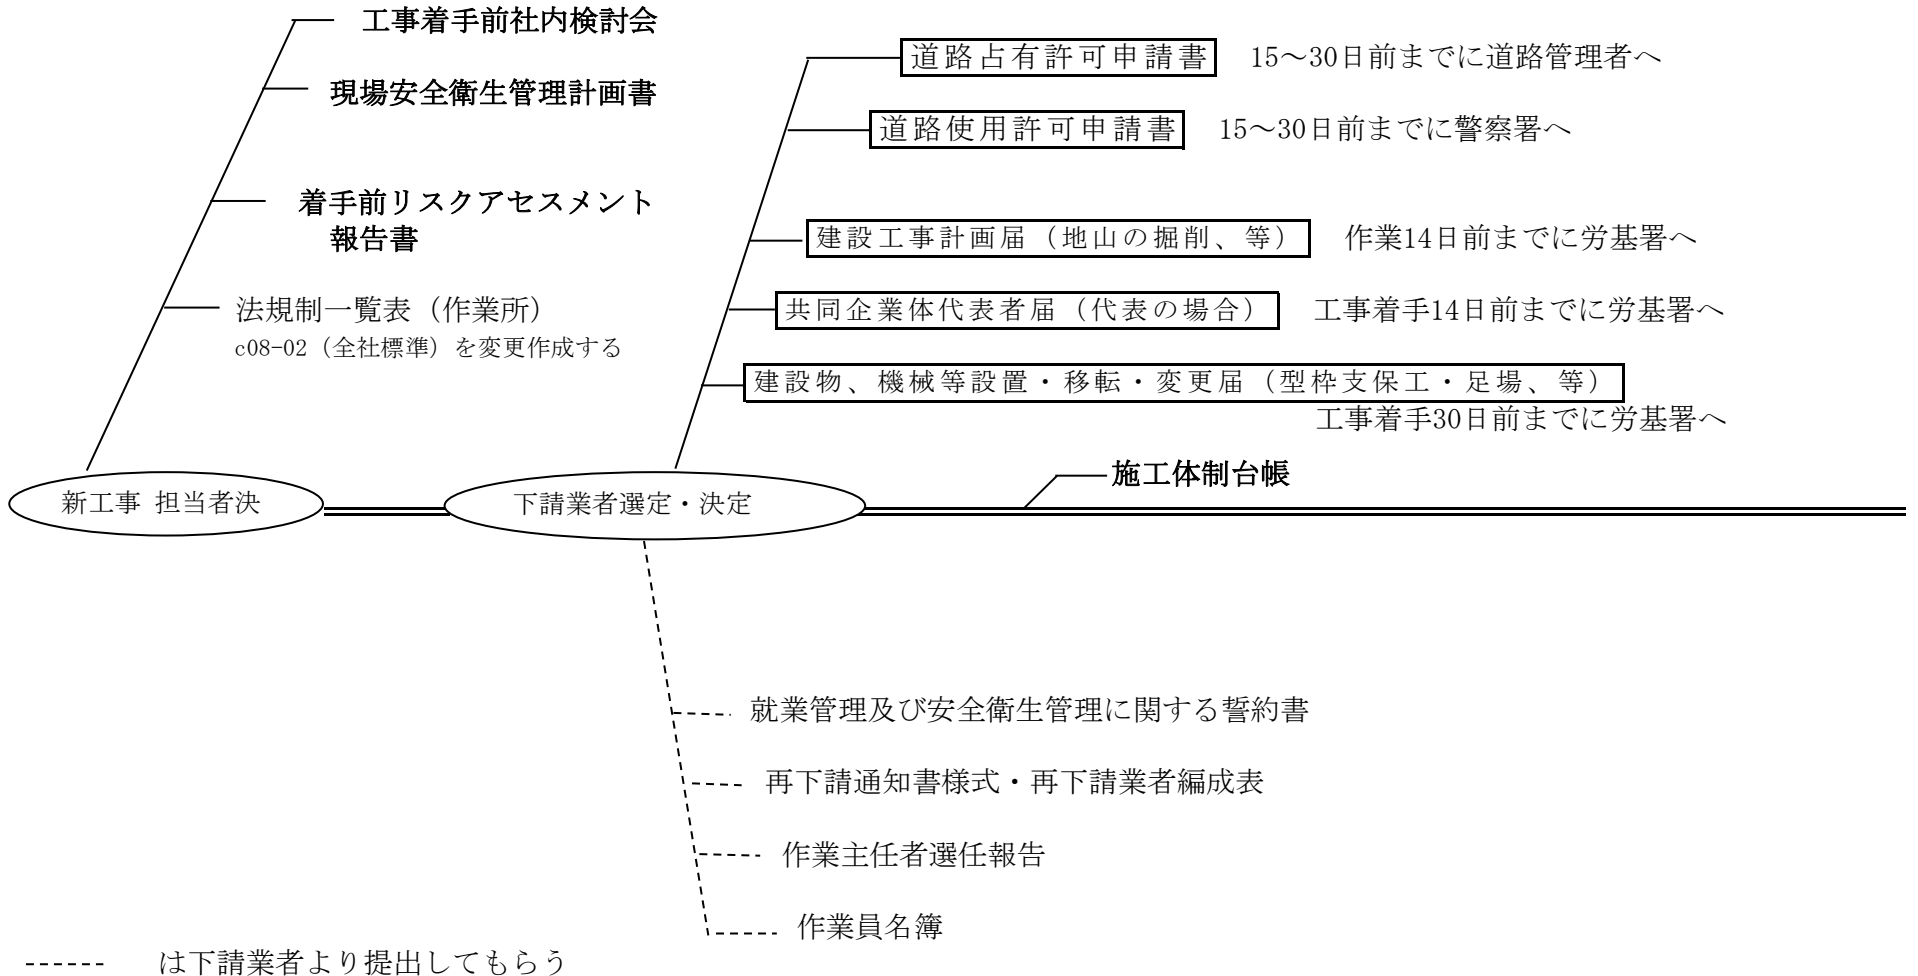 工事着手前社内検討会
現場安全衛生管理計画書
着手前リスクアセスメント
報告書
法規制一覧表（作業所）
c08-02（全社標準）を変更作成する
道路占有許可申請書　15～30日前までに道路管理者へ
道路使用許可申請書　15～30日前までに警察署へ
建設工事計画届（地山の掘削、等）　作業14日前までに労基署へ
共同企業体代表者届（代表の場合）　工事着手14日前までに労基署へ
建設物、機械等設置・移転・変更届（型枠支保工・足場、等）
工事着手30日前までに労基署へ
新工事 担当者決
下請業者選定・決定
施工体制台帳
就業管理及び安全衛生管理に関する誓約書
再下請通知書様式・再下請業者編成表
作業主任者選任報告
作業員名簿
は下請業者より提出してもらう